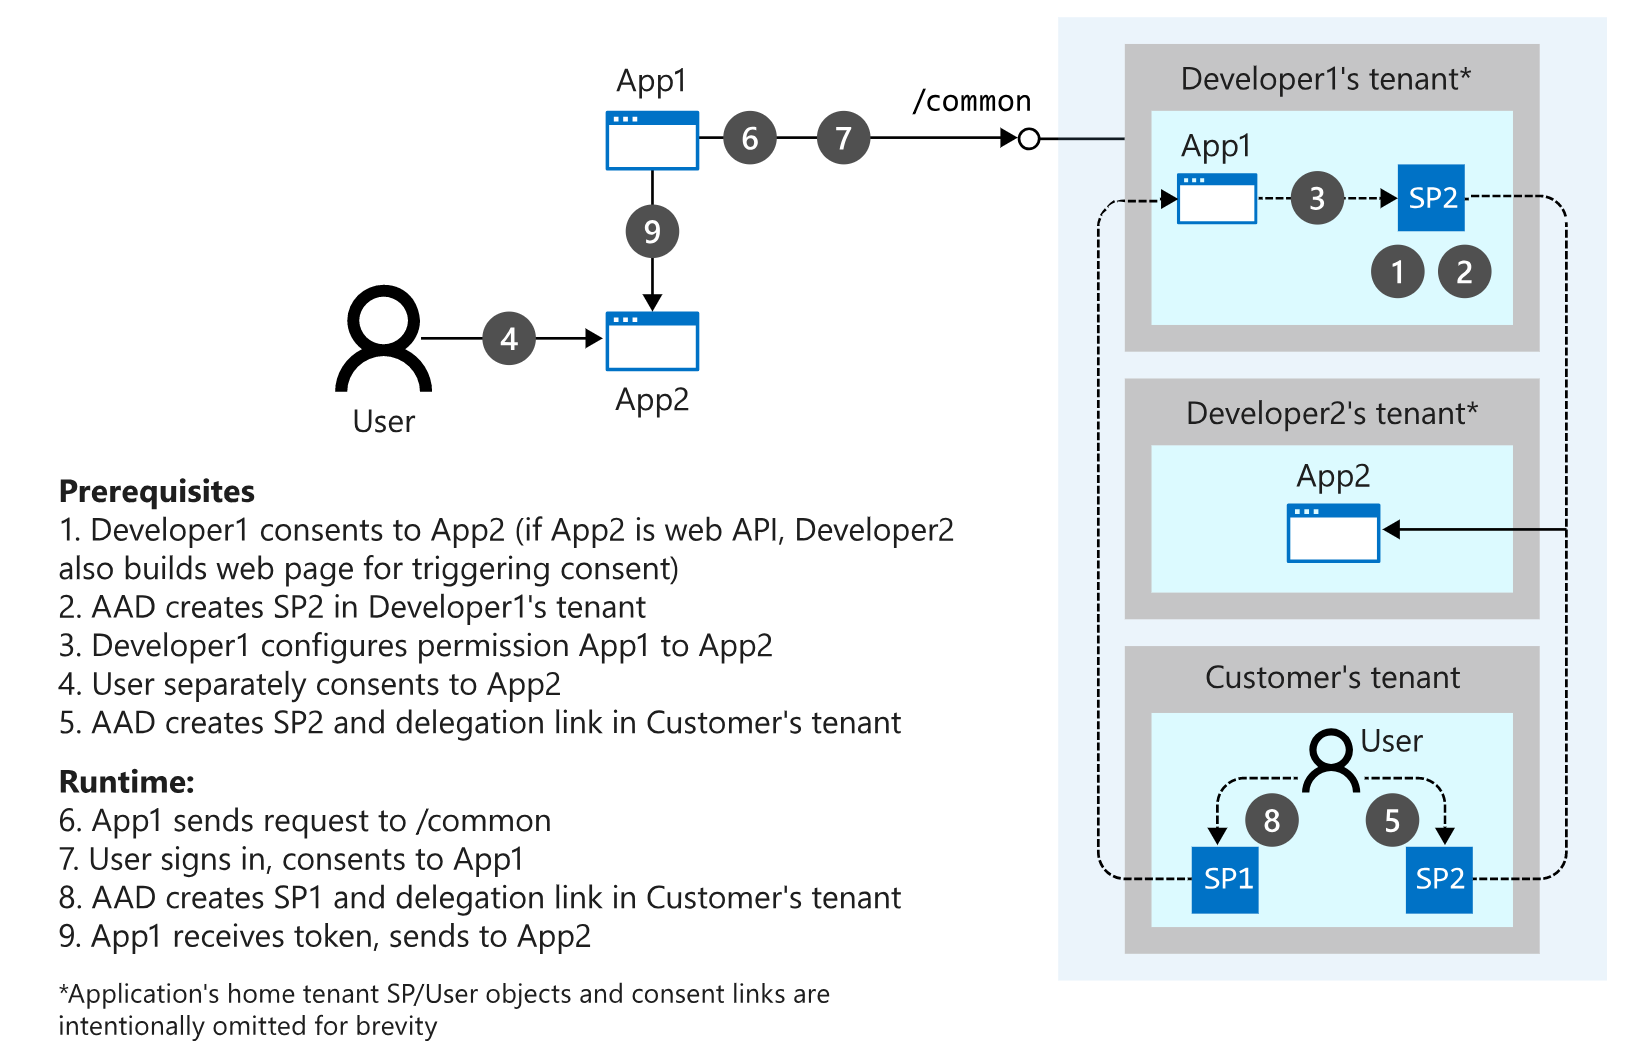 App1
6
7
/common
9
User
4
App2
Developer1's tenant*
App1
3
SP2
1
2
Developer2's tenant*
App2
Customer's tenant
User
8
5
SP1
SP2
Prerequisites
1. Developer1 consents to App2 (if App2 is web API, Developer2
also builds web page for triggering consent)
2. AAD creates SP2 in Developer1's tenant
3. Developer1 configures permission App1 to App2
4. User separately consents to App2
5. AAD creates SP2 and delegation link in Customer's tenant
Runtime:
6. App1 sends request to /common
7. User signs in, consents to App1
8. AAD creates SP1 and delegation link in Customer's tenant
9. App1 receives token, sends to App2
*Application's home tenant SP/User objects and consent links are
intentionally omitted for brevity